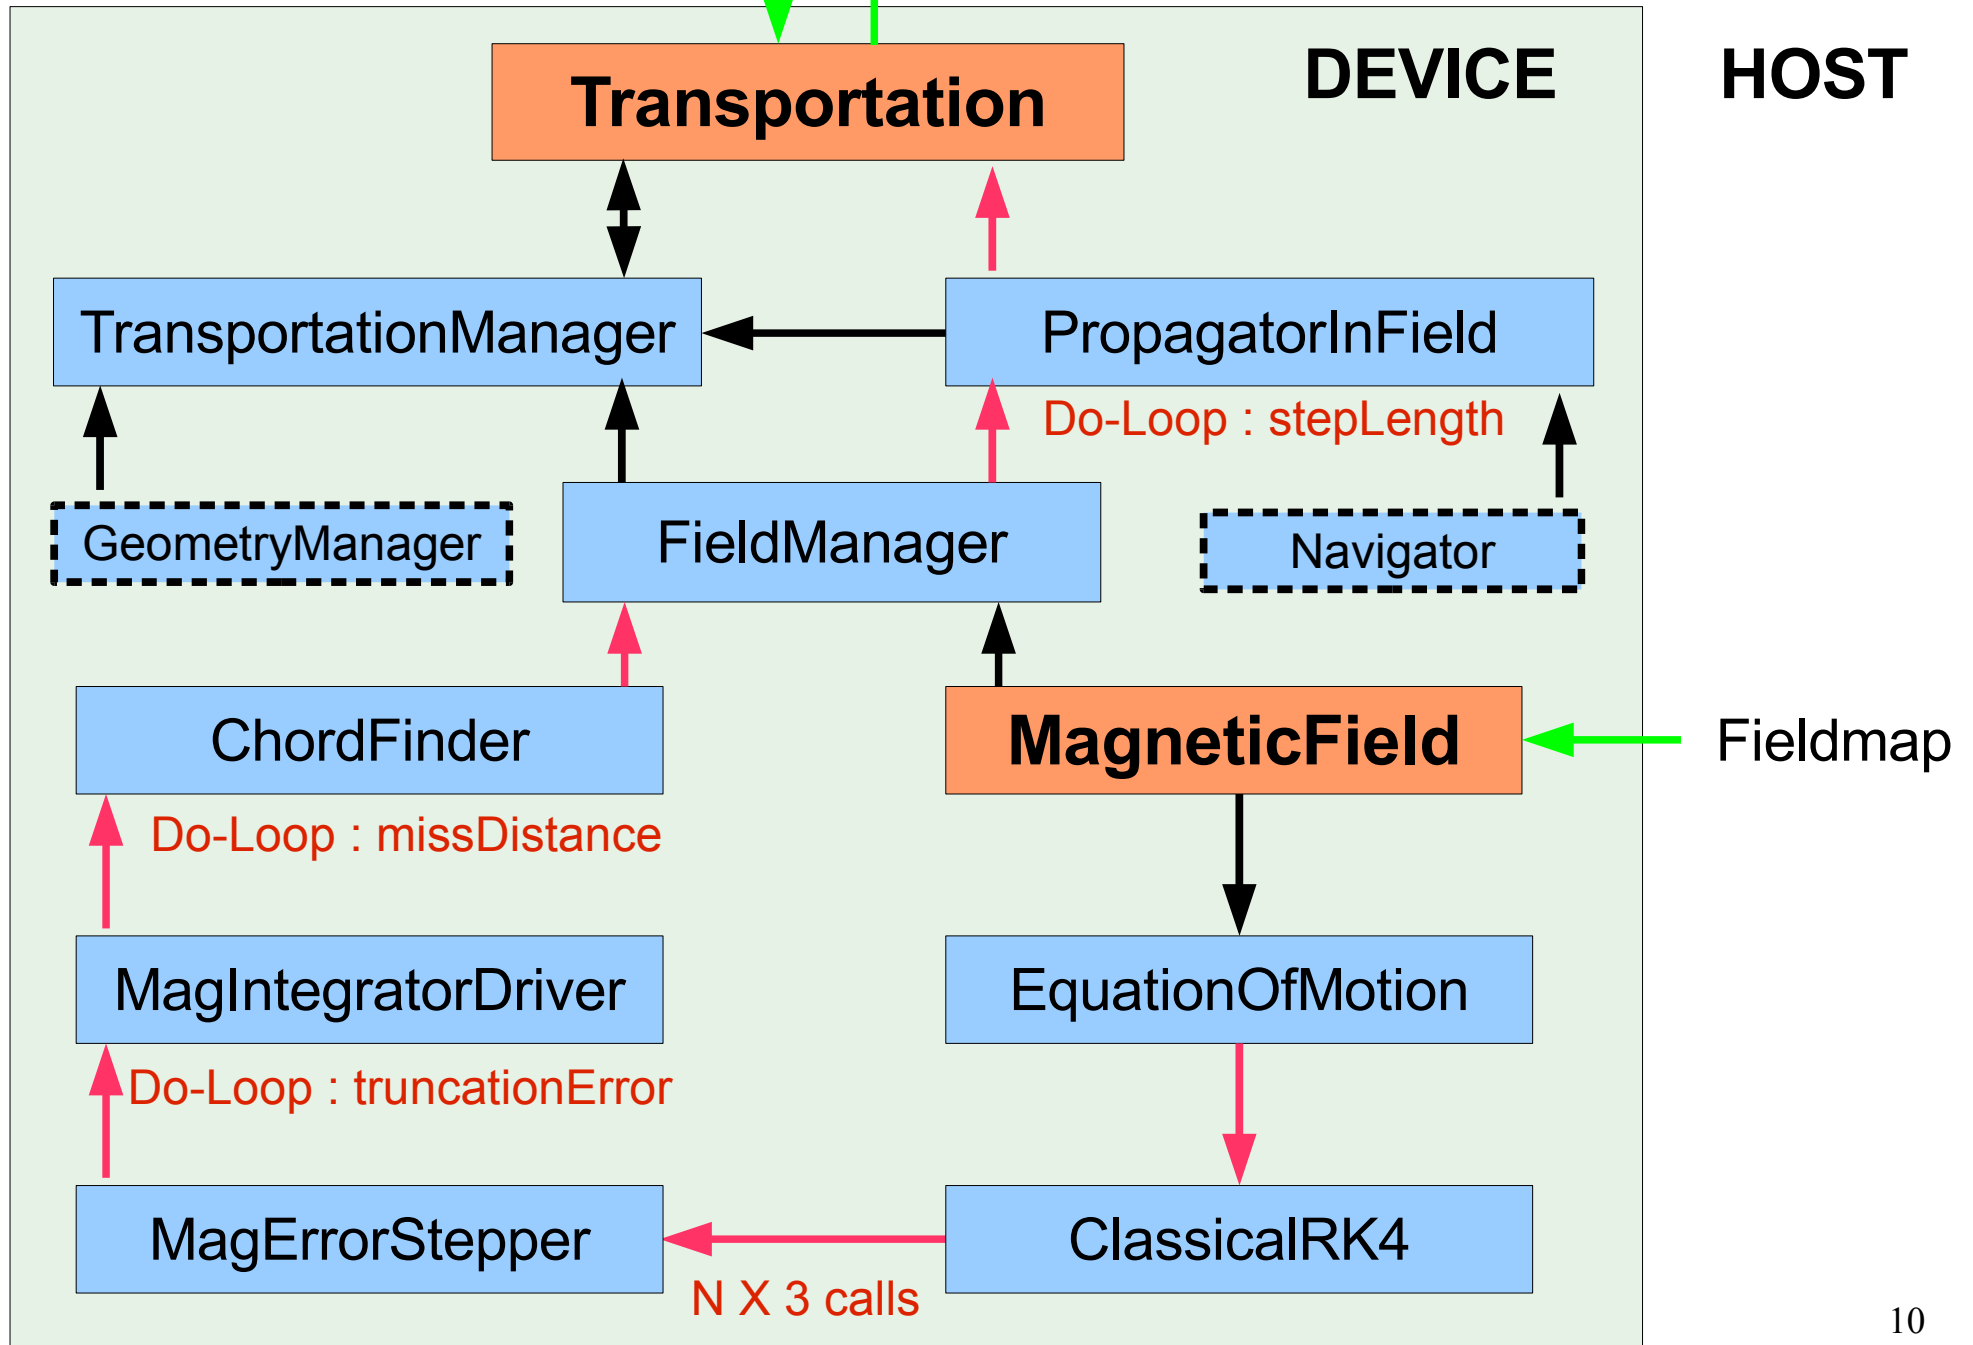 DEVICE
HOST
Transportation
TransportationManager
PropagatorInField
Do-Loop : stepLength
GeometryManager
FieldManager
Navigator
ChordFinder
MagneticField
Fieldmap
Do-Loop : missDistance
MagIntegratorDriver
EquationOfMotion
Do-Loop : truncationError
MagErrorStepper
ClassicalRK4
N X 3 calls
10